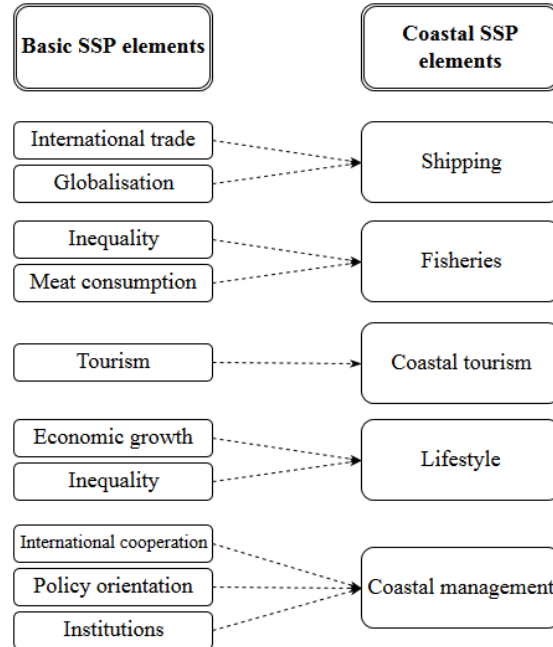 Basic SSP elements
Coastal SSP
elements
International trade
Globalisation
Shipping
Inequality
Meat consumption
Fisheries
Tourism
Coastal tourism
Economic growth
Inequality
Lifestyle
International cooperation
Policy orientation
Institutions
Coastal management